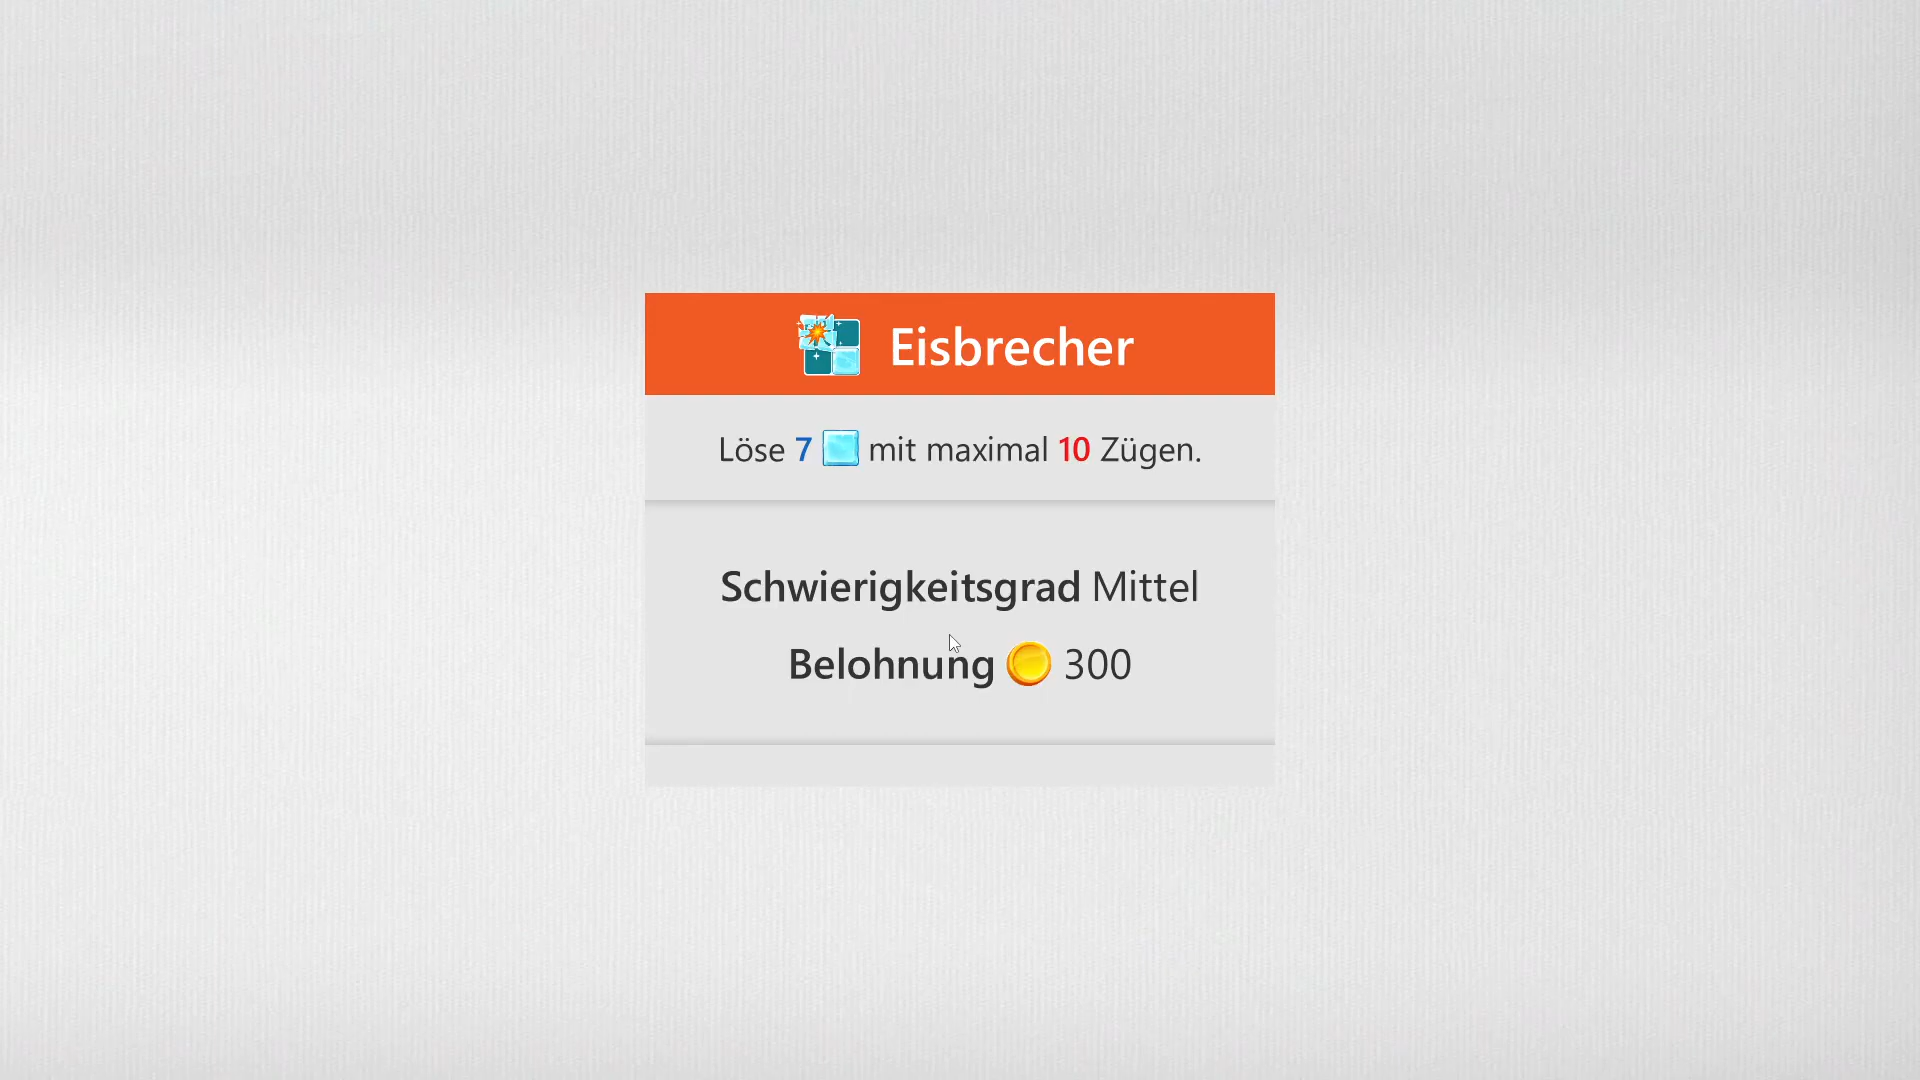 Eisbrecher
Löse 7 mit maximal 10 Zügen.
Schwierigkeitsgrad Mittel
Belohnung 300